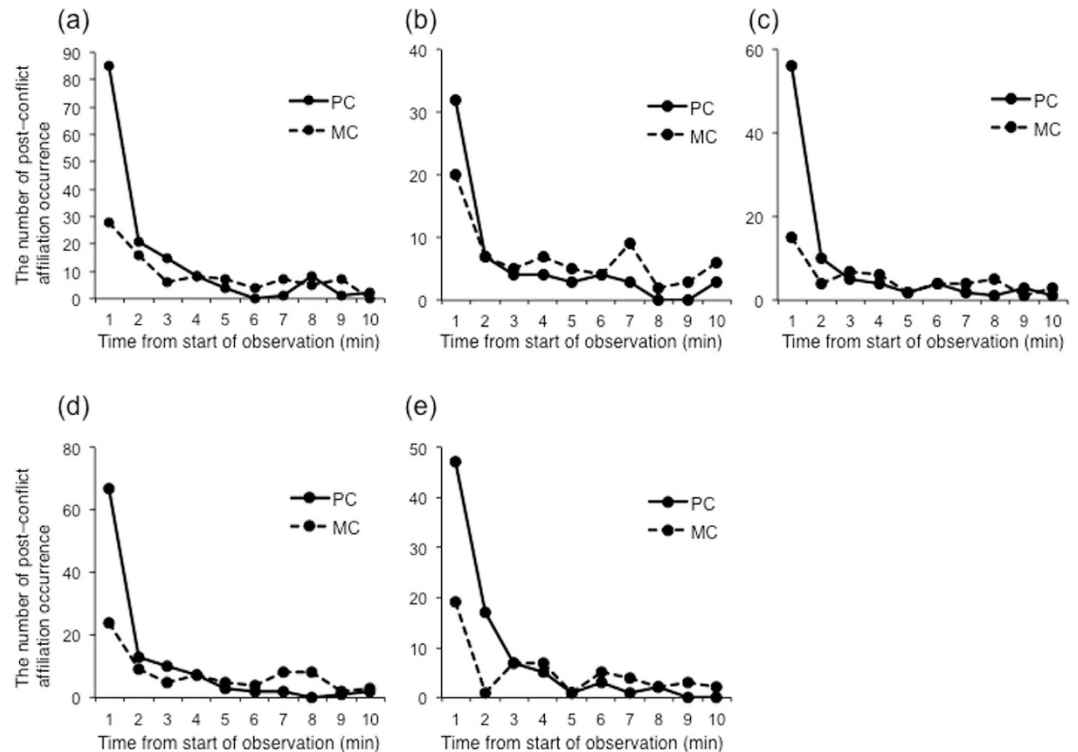 (a)
The number of post–conflict
affiliation occurrence
90
80
70
60
50
40
30
20
10
0
PC
MC
1 2 3 4 5 6 7 8 9 10
Time from start of observation (min)
(b)
40
30
20
10
0
PC
MC
1 2 3 4 5 6 7 8 9 10
Time from start of observation (min)
(c)
60
40
20
0
PC
MC
1 2 3 4 5 6 7 8 9 10
Time from start of observation (min)
(d)
The number of post–conflict
affiliation occurrence
80
60
40
20
0
PC
MC
1 2 3 4 5 6 7 8 9 10
Time from start of observation (min)
(e)
50
40
30
20
10
0
PC
MC
1 2 3 4 5 6 7 8 9 10
Time from start of observation (min)